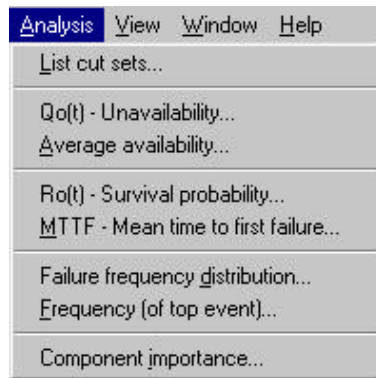 Analysis View Window Help
List cut sets...
Qo(t) - Unavailability...
Average availability...
Ro(t) - Survival probability...
MTTF - Mean time to first failure...
Failure frequency distribution...
Frequency (of top event)...
Component importance...